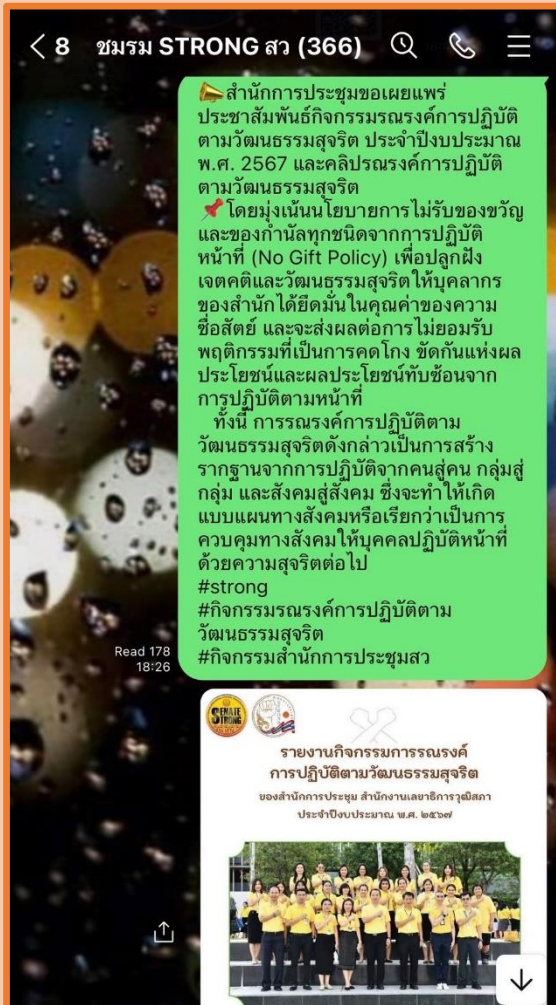 8 ชมรม STRONG สว (366)
📣สำนักการประชุมขอเผยแพร่
ประชาสัมพันธ์กิจกรรมรณรงค์การปฏิบัติ
ตามวัฒนธรรมสุจริต ประจำปีงบประมาณ
พ.ศ. 2567 และคลิปรณรงค์การปฏิบัติ
ตามวัฒนธรรมสุจริต
📌โดยมุ่งเน้นนโยบายการไม่รับของขวัญ
และของกำนัลทุกชนิดจากการปฏิบัติ
หน้าที่ (No Gift Policy) เพื่อปลูกฝัง
เจตคติและวัฒนธรรมสุจริตให้บุคลากร
ของสำนักได้ยึดมั่นในคุณค่าของความ
ซื่อสัตย์ และจะส่งผลต่อการไม่ยอมรับ
พฤติกรรมที่เป็นการคดโกง ขัดกันแห่งผล
ประโยชน์และผลประโยชน์ทับซ้อนจาก
การปฏิบัติตามหน้าที่
ทั้งนี้ การรณรงค์การปฏิบัติตาม
วัฒนธรรมสุจริตดังกล่าวเป็นการสร้าง
รากฐานจากการปฏิบัติจากคนสู่คน กลุ่มสู่
กลุ่ม และสังคมสู่สังคม ซึ่งจะทำให้เกิด
แบบแผนทางสังคมหรือเรียกว่าเป็นการ
ควบคุมทางสังคมให้บุคคลปฏิบัติหน้าที่
ด้วยความสุจริตต่อไป
#strong
#กิจกรรมรณรงค์การปฏิบัติตาม
วัฒนธรรมสุจริต
#กิจกรรมสำนักการประชุมสว
Read 178
18:26
SENATE
STRONG
รายงานกิจกรรมการรณรงค์
การปฏิบัติตามวัฒนธรรมสุจริต
ของสำนักการประชุม สำนักงานเลขาธิการวุฒิสภา
ประจำปีงบประมาณ พ.ศ. ๒๕๖๗